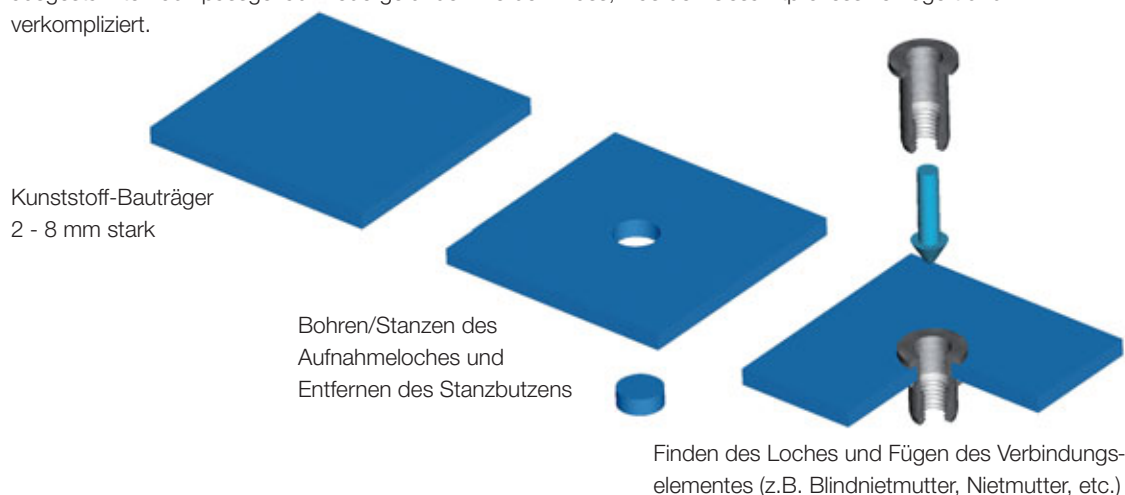 verkompliziert.
Kunststoff-Bauträger
2 - 8 mm stark
Bohren/Stanzen des
Aufnahmeloches und
Entfernen des Stanzbutzens
Finden des Loches und Fügen des Verbindungs-
elementes (z.B. Blindnietmutter, Nietmutter, etc.)